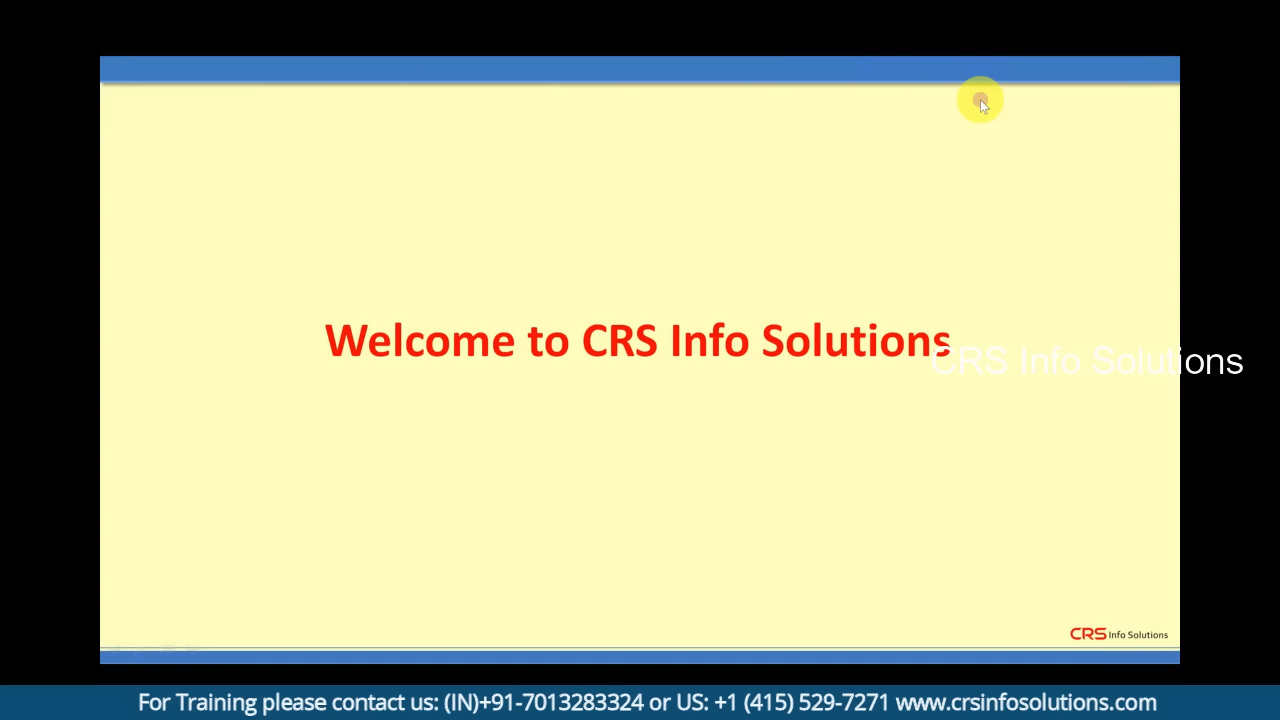 Welcome to CRS Info Solutions
CRS Info Solutions
CRS Info Solutions
For Training please contact us: (IN)+91-7013283324 or US: +1 (415) 529-7271 www.crsinfosolutions.com